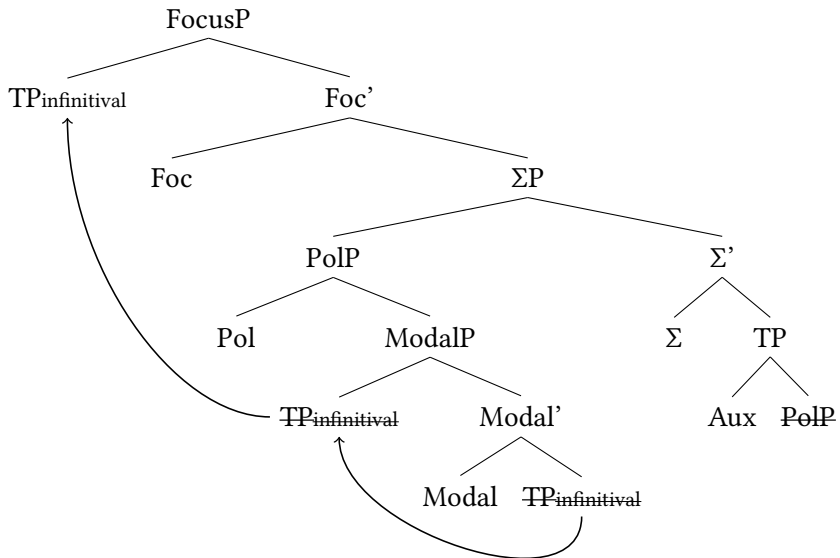 FocusP
TPinfinitival Foc’
Foc ΣP
PolP Σ’
Pol ModalP Σ TP
TPinfinitival Modal’ Aux PolP
Modal TPinfinitival